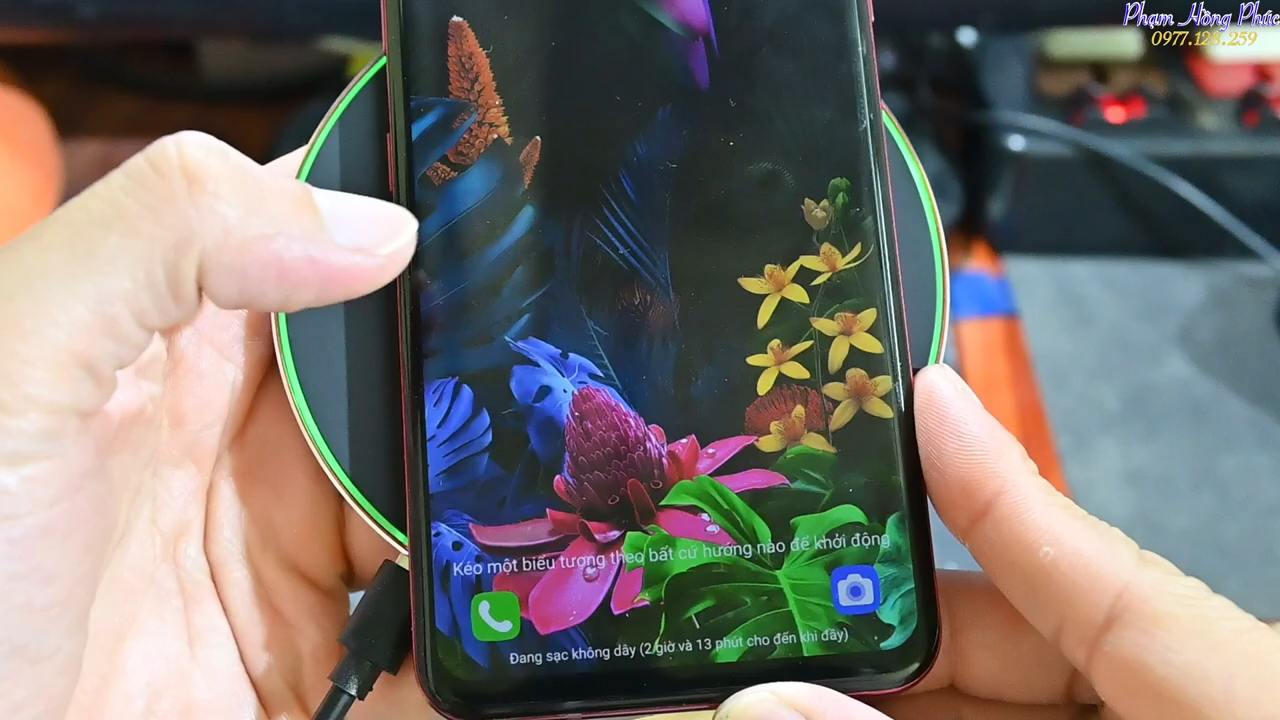 Phạm Hồng Phúc
0977.128.259
Kéo một biểu tượng theo bất cứ hướng nào để khởi động
Đang sạc không dây (2 giờ và 13 phút cho đến khi đầy)